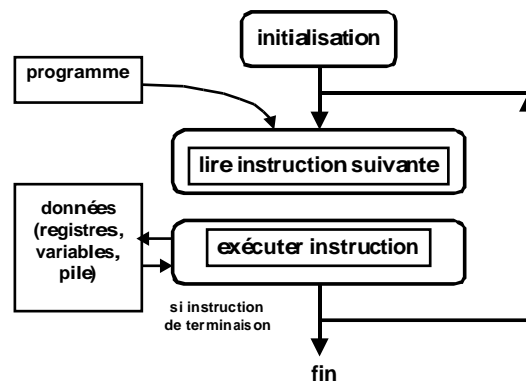 initialisation
programme
lire instruction suivante
données
(registres,
variables,
pile)
exécuter instruction
si instruction
de terminaison
fin